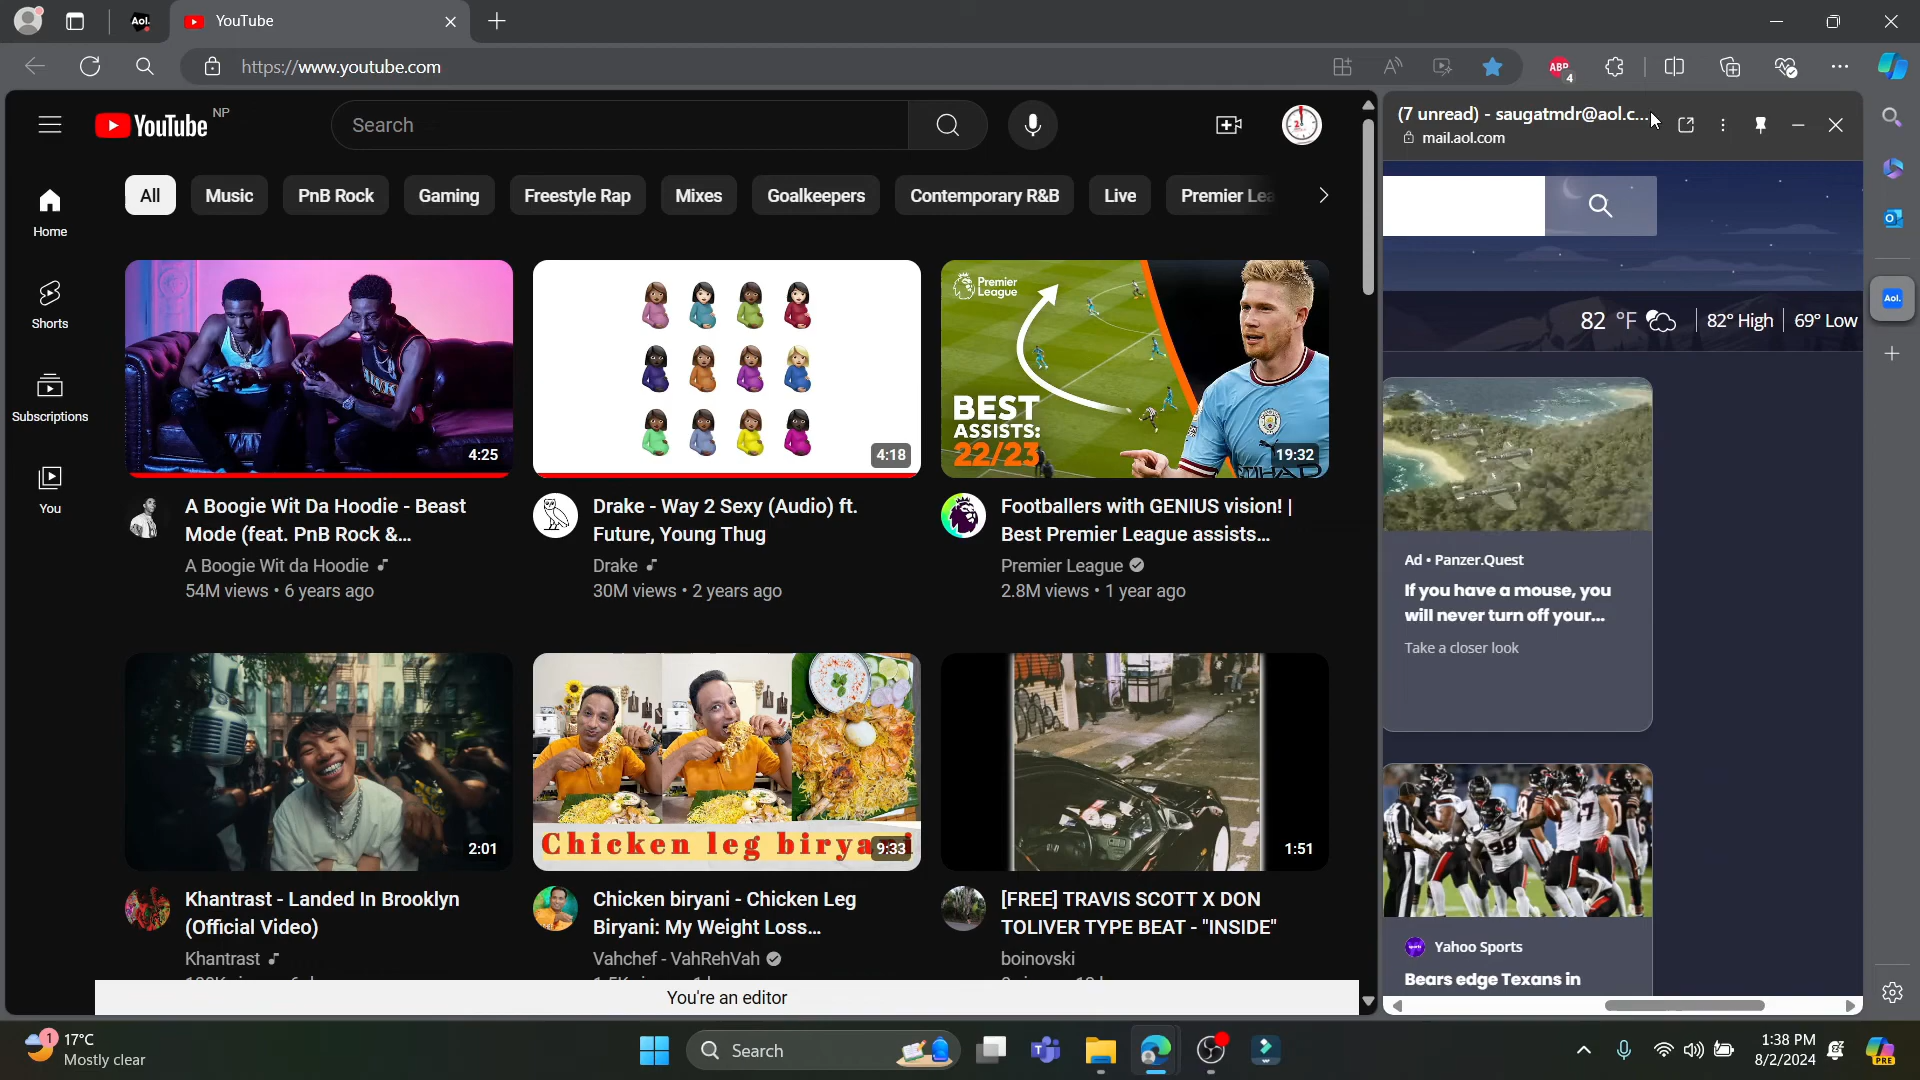 Aol.
YouTube
https://www.youtube.com
ABP
4
YouTube NP
Search
(7 unread) - saugatmdr@aol.c...
mail.aol.com
All
Music
PnB Rock
Gaming
Freestyle Rap
Mixes
Goalkeepers
Contemporary R&B
Live
Premier Lea
Home
Shorts
Subscriptions
You
4:25
4:18
Premier League
BEST
ASSISTS:
22/23
19:32
A Boogie Wit Da Hoodie - Beast
Mode (feat. PnB Rock &...
A Boogie Wit da Hoodie
54M views • 6 years ago
Drake - Way 2 Sexy (Audio) ft.
Future, Young Thug
Drake
30M views • 2 years ago
Footballers with GENIUS vision! |
Best Premier League assists...
Premier League
2.8M views • 1 year ago
2:01
Chicken leg birya
9:33
1:51
Khantrast - Landed In Brooklyn
(Official Video)
Khantrast
Chicken biryani - Chicken Leg
Biryani: My Weight Loss...
Vahchef - VahRehVah
[FREE] TRAVIS SCOTT X DON
TOLIVER TYPE BEAT - "INSIDE"
boinovski
You're an editor
82 °F
82° High
69° Low
Ad • Panzer.Quest
If you have a mouse, you
will never turn off your...
Take a closer look
Yahoo Sports
Bears edge Texans in
Aol.
1
17°C
Mostly clear
Search
1:38 PM
8/2/2024
PRE